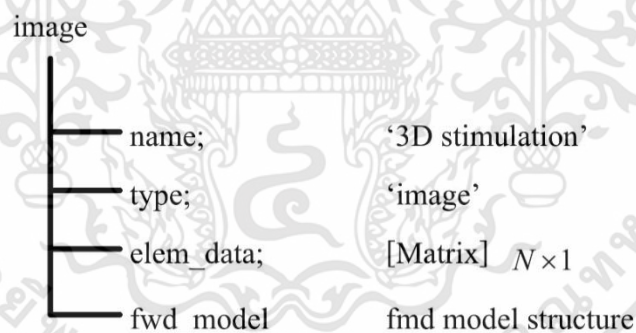 image
name; ‘3D stimulation’
type; ‘image’
elem_data; [Matrix] N×1
fwd_model fmd model structure